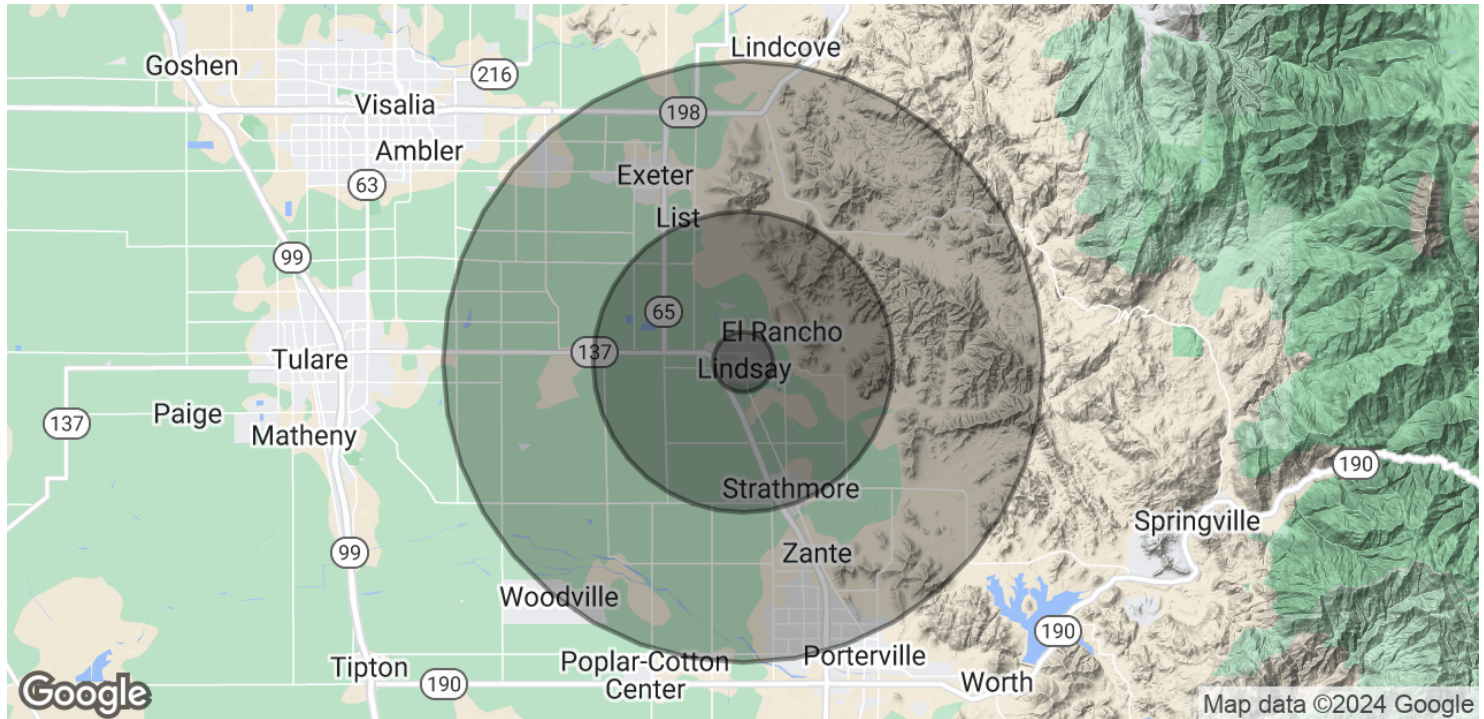 Lindcove
Goshen
216
Visalia
198
Ambler
Exeter
63
List
99
65
El Rancho
137
Tulare
Lindsay
Paige
137
Matheny
190
Strathmore
Springville
99
Zante
Woodville
190
Tipton
190
Poplar-Cotton
Center
Porterville
Worth
Google
Map data ©2024 Google